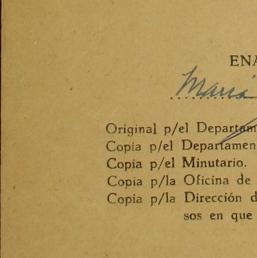 ENA
María
Original p/el Departam
Copia p/el Departamen
Copia p/el Minutario.
Copia p/la Oficina de
Copia p/la Dirección d
sos en que